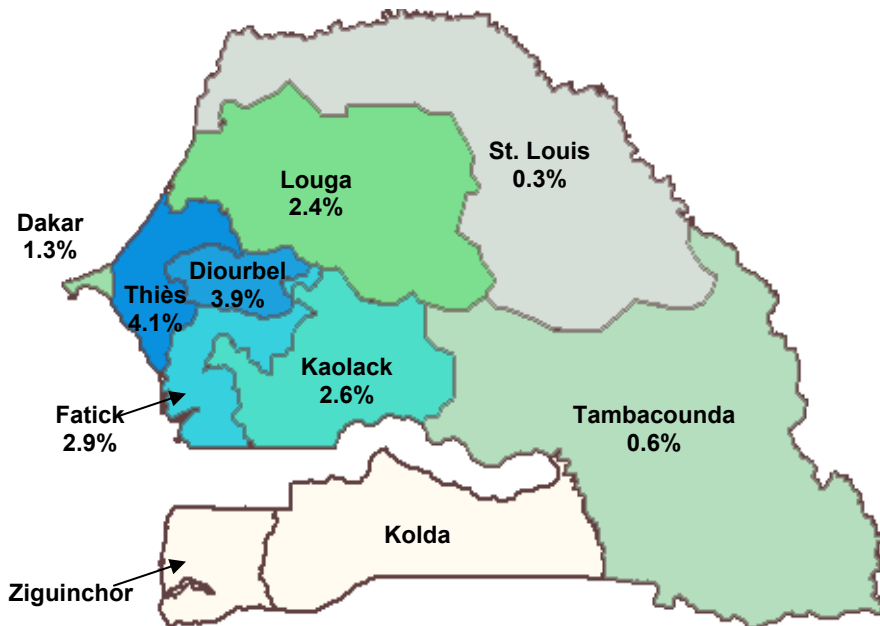 St. Louis
0.3%
Louga
2.4%
Dakar
1.3%
Diourbel
3.9%
Thiès
4.1%
Kaolack
2.6%
Fatick
2.9%
Tambacounda
0.6%
Kolda
Ziguinchor